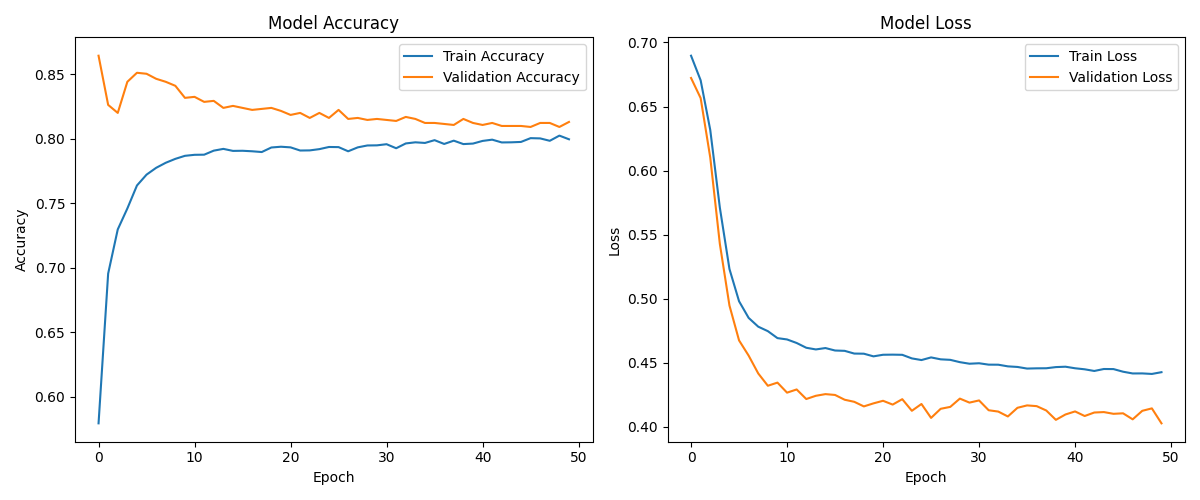 Model Accuracy
Train Accuracy
Validation Accuracy
0.85
0.80
0.75
0.70
0.65
0.60
Accuracy
0
10
20
30
40
50
Epoch
Model Loss
Train Loss
Validation Loss
0.70
0.65
0.60
0.55
0.50
0.45
0.40
Loss
0
10
20
30
40
50
Epoch